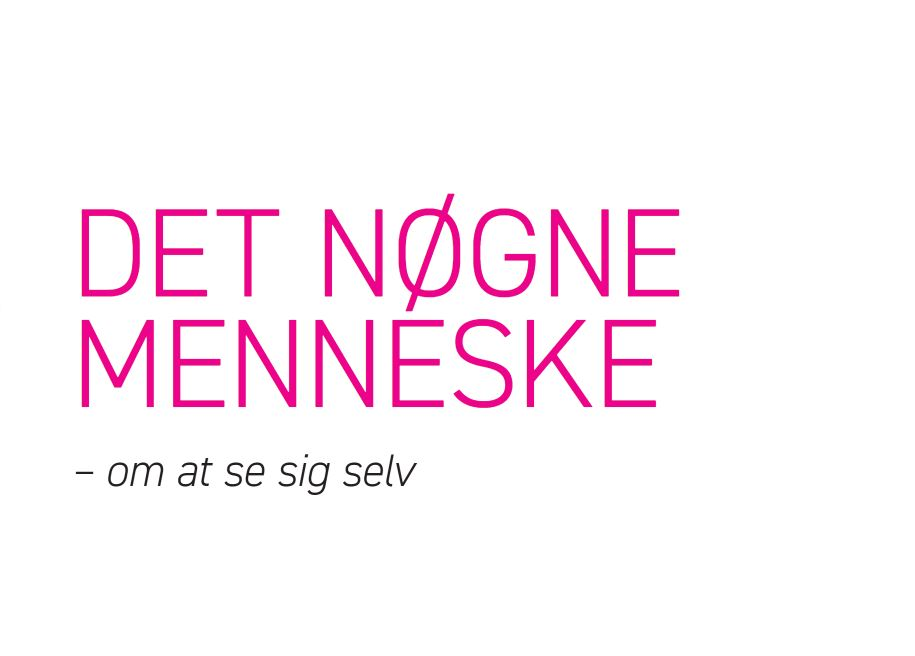 DET NØGNE
MENNESKE
– om at se sig selv